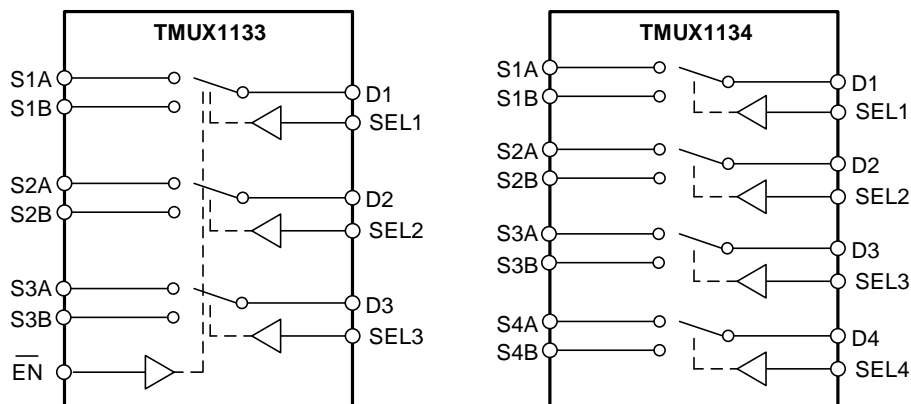 TMUX1133
S1A
S1B
D1
SEL1
S2A
S2B
D2
SEL2
S3A
S3B
D3
SEL3
EN
TMUX1134
S1A
S1B
D1
SEL1
S2A
S2B
D2
SEL2
S3A
S3B
D3
SEL3
S4A
S4B
D4
SEL4